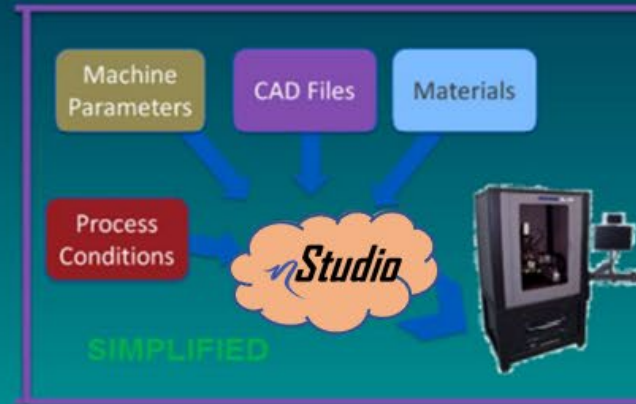 Machine
Parameters
CAD Files
Materials
Process
Conditions
nStudio
SIMPLIFIED